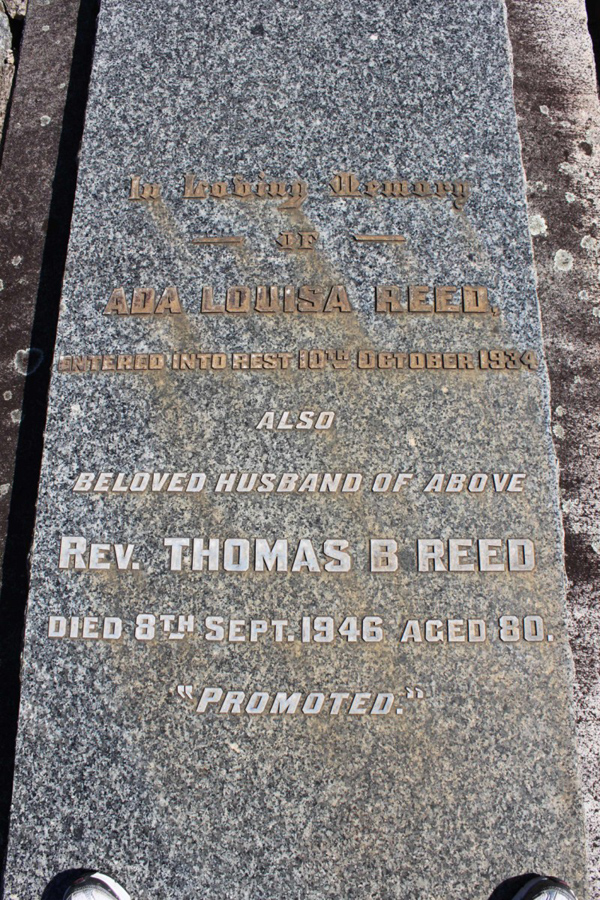 In Loving Memory
OF
ADA LOUISA REED,
ENTERED INTO REST 10TH OCTOBER 1934
ALSO
BELOVED HUSBAND OF ABOVE
REV. THOMAS B REED
DIED 8TH SEPT. 1946 AGED 80.
"PROMOTED."